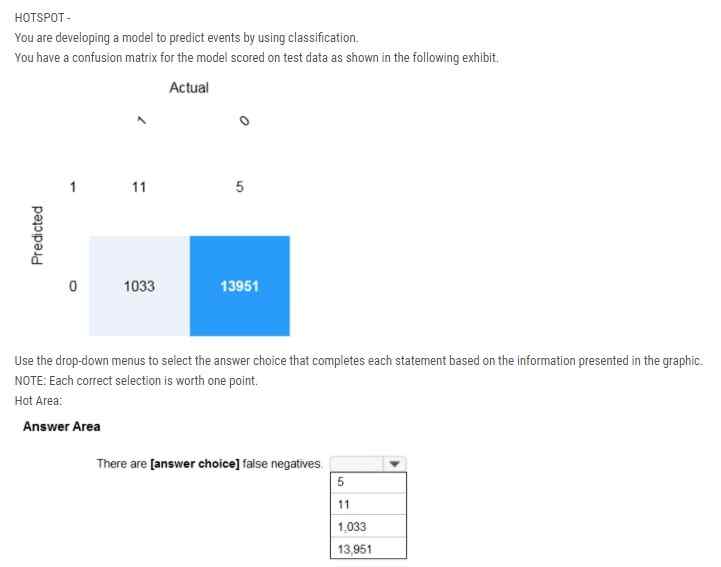 HOTSPOT -
You are developing a model to predict events by using classification.
You have a confusion matrix for the model scored on test data as shown in the following exhibit.
Actual
1 0
1 11 5
Predicted
0 1033 13951
Use the drop-down menus to select the answer choice that completes each statement based on the information presented in the graphic.
NOTE: Each correct selection is worth one point.
Hot Area:
Answer Area
There are [answer choice] false negatives.
5
11
1,033
13,951